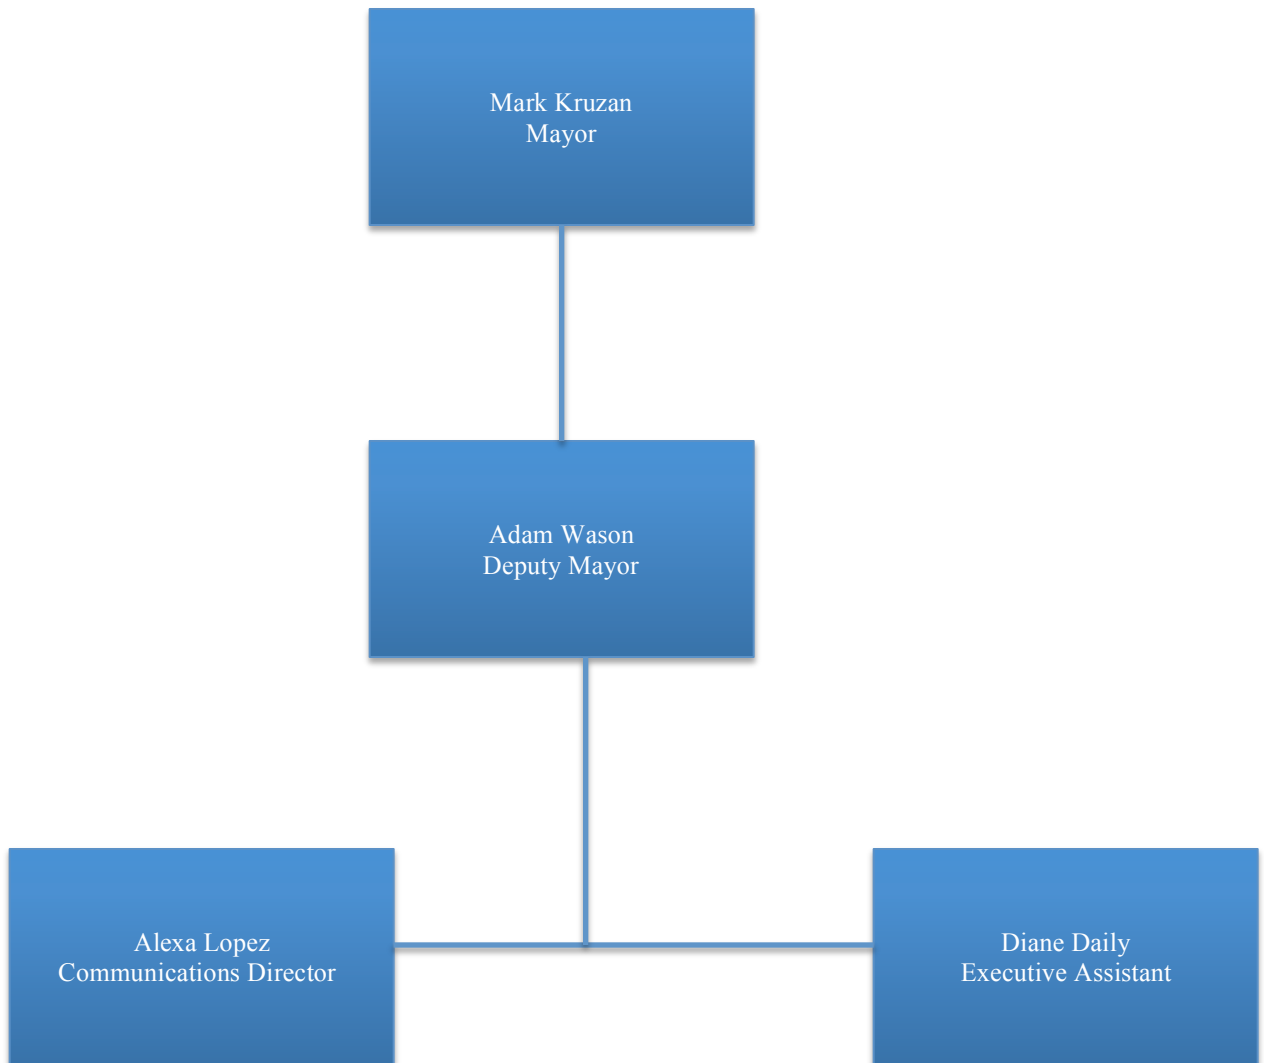 Mark Kruzan
Mayor
Adam Wason
Deputy Mayor
Alexa Lopez
Communications Director
Diane Daily
Executive Assistant